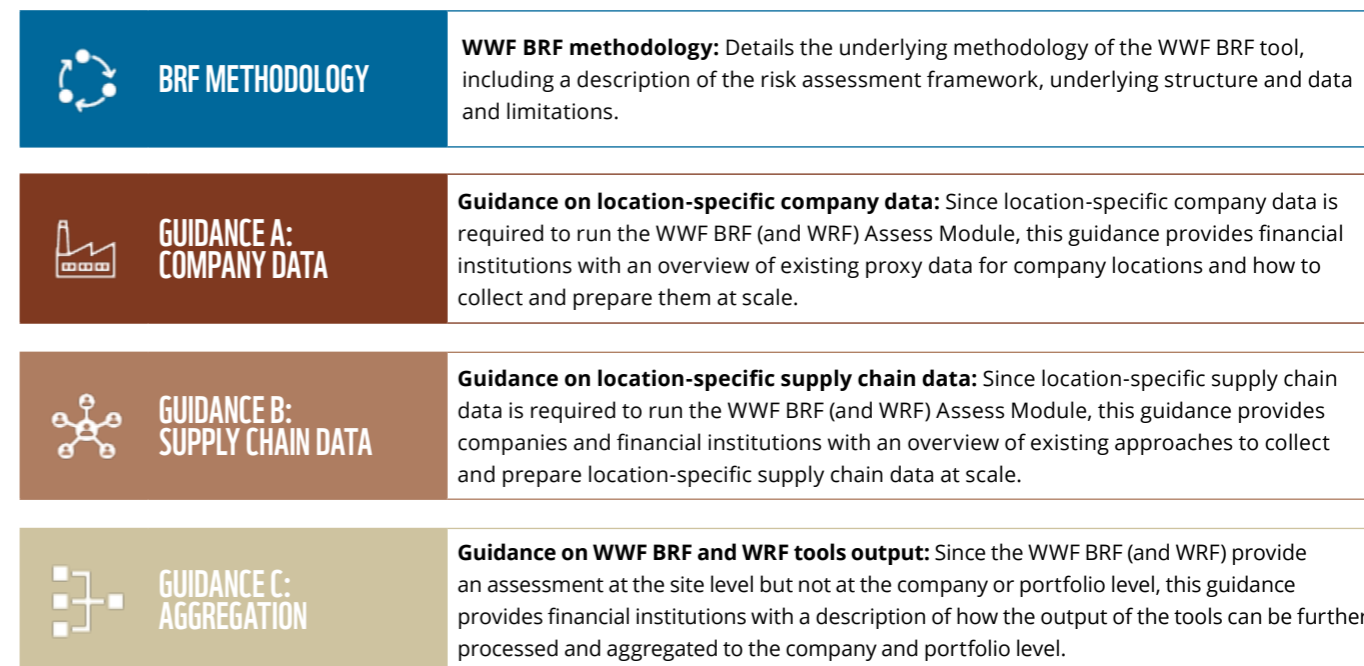 BRF METHODOLOGY
WWF BRF methodology: Details the underlying methodology of the WWF BRF tool,
including a description of the risk assessment framework, underlying structure and data
and limitations.
GUIDANCE A:
COMPANY DATA
Guidance on location-specific company data: Since location-specific company data is
required to run the WWF BRF (and WRF) Assess Module, this guidance provides financial
institutions with an overview of existing proxy data for company locations and how to
collect and prepare them at scale.
GUIDANCE B:
SUPPLY CHAIN DATA
Guidance on location-specific supply chain data: Since location-specific supply chain
data is required to run the WWF BRF (and WRF) Assess Module, this guidance provides
companies and financial institutions with an overview of existing approaches to collect
and prepare location-specific supply chain data at scale.
GUIDANCE C:
AGGREGATION
Guidance on WWF BRF and WRF tools output: Since the WWF BRF (and WRF) provide
an assessment at the site level but not at the company or portfolio level, this guidance
provides financial institutions with a description of how the output of the tools can be further
processed and aggregated to the company and portfolio level.